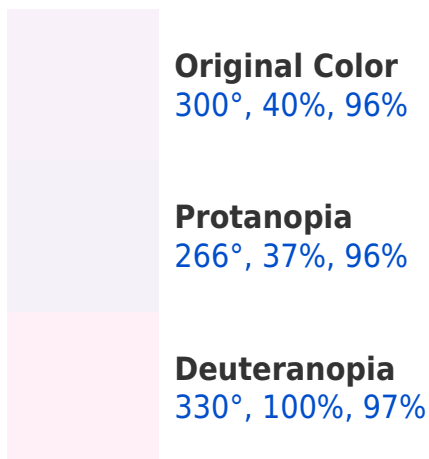 Original Color
300°, 40%, 96%
Protanopia
266°, 37%, 96%
Deuteranopia
330°, 100%, 97%